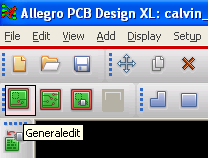 Allegro PCB Design XL: calvin_
File Edit View Add Display Setup
Generaledit